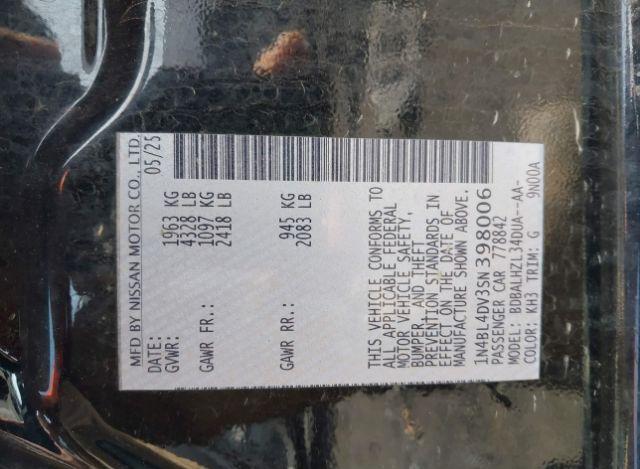 MFD BY NISSAN MOTOR CO., LTD.
DATE: 05/25
GVWR: 1963 KG
4328 LB
GAWR FR.: 1097 KG
2418 LB
GAWR RR.: 945 KG
2083 LB
THIS VEHICLE CONFORMS TO
ALL APPLICABLE FEDERAL
MOTOR VEHICLE SAFETY,
BUMPER, AND THEFT
PREVENTION STANDARDS IN
EFFECT ON THE DATE OF
MANUFACTURE SHOWN ABOVE.
1N4BL4DV3SN398006
PASSENGER CAR 778842
MODEL: BDBALHZL34DUA--AA-
COLOR: KH3 TRIM: G 9N00A